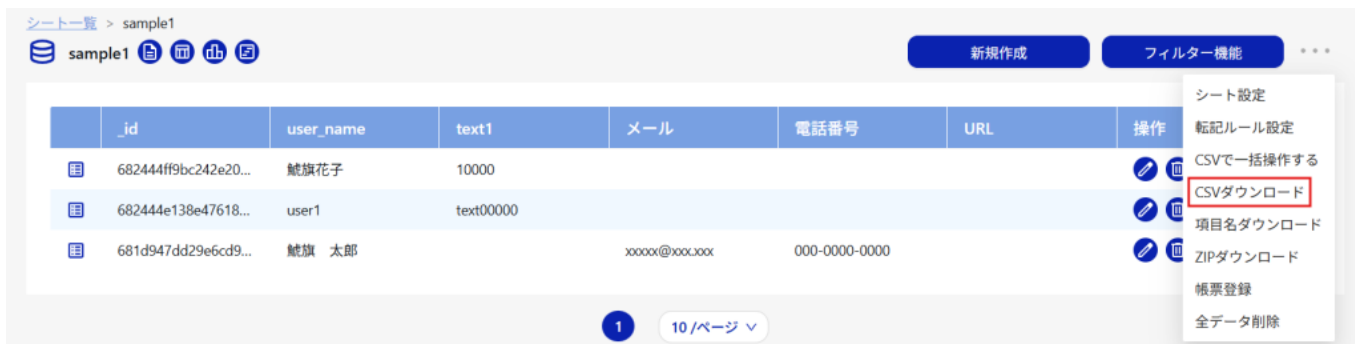 シート一覧 > sample1
sample1
新規作成
フィルター機能
_id user_name text1 メール 電話番号 URL 操作
682444ff9bc242e20... 鯱旗花子 10000
682444e138e47618... user1 text00000
681d947dd29e6cd9... 鯱旗 太郎 xxxxx@xxx.xxx 000-0000-0000
1 10 /ページ
シート設定
転記ルール設定
CSVで一括操作する
CSVダウンロード
項目名ダウンロード
ZIPダウンロード
帳票登録
全データ削除